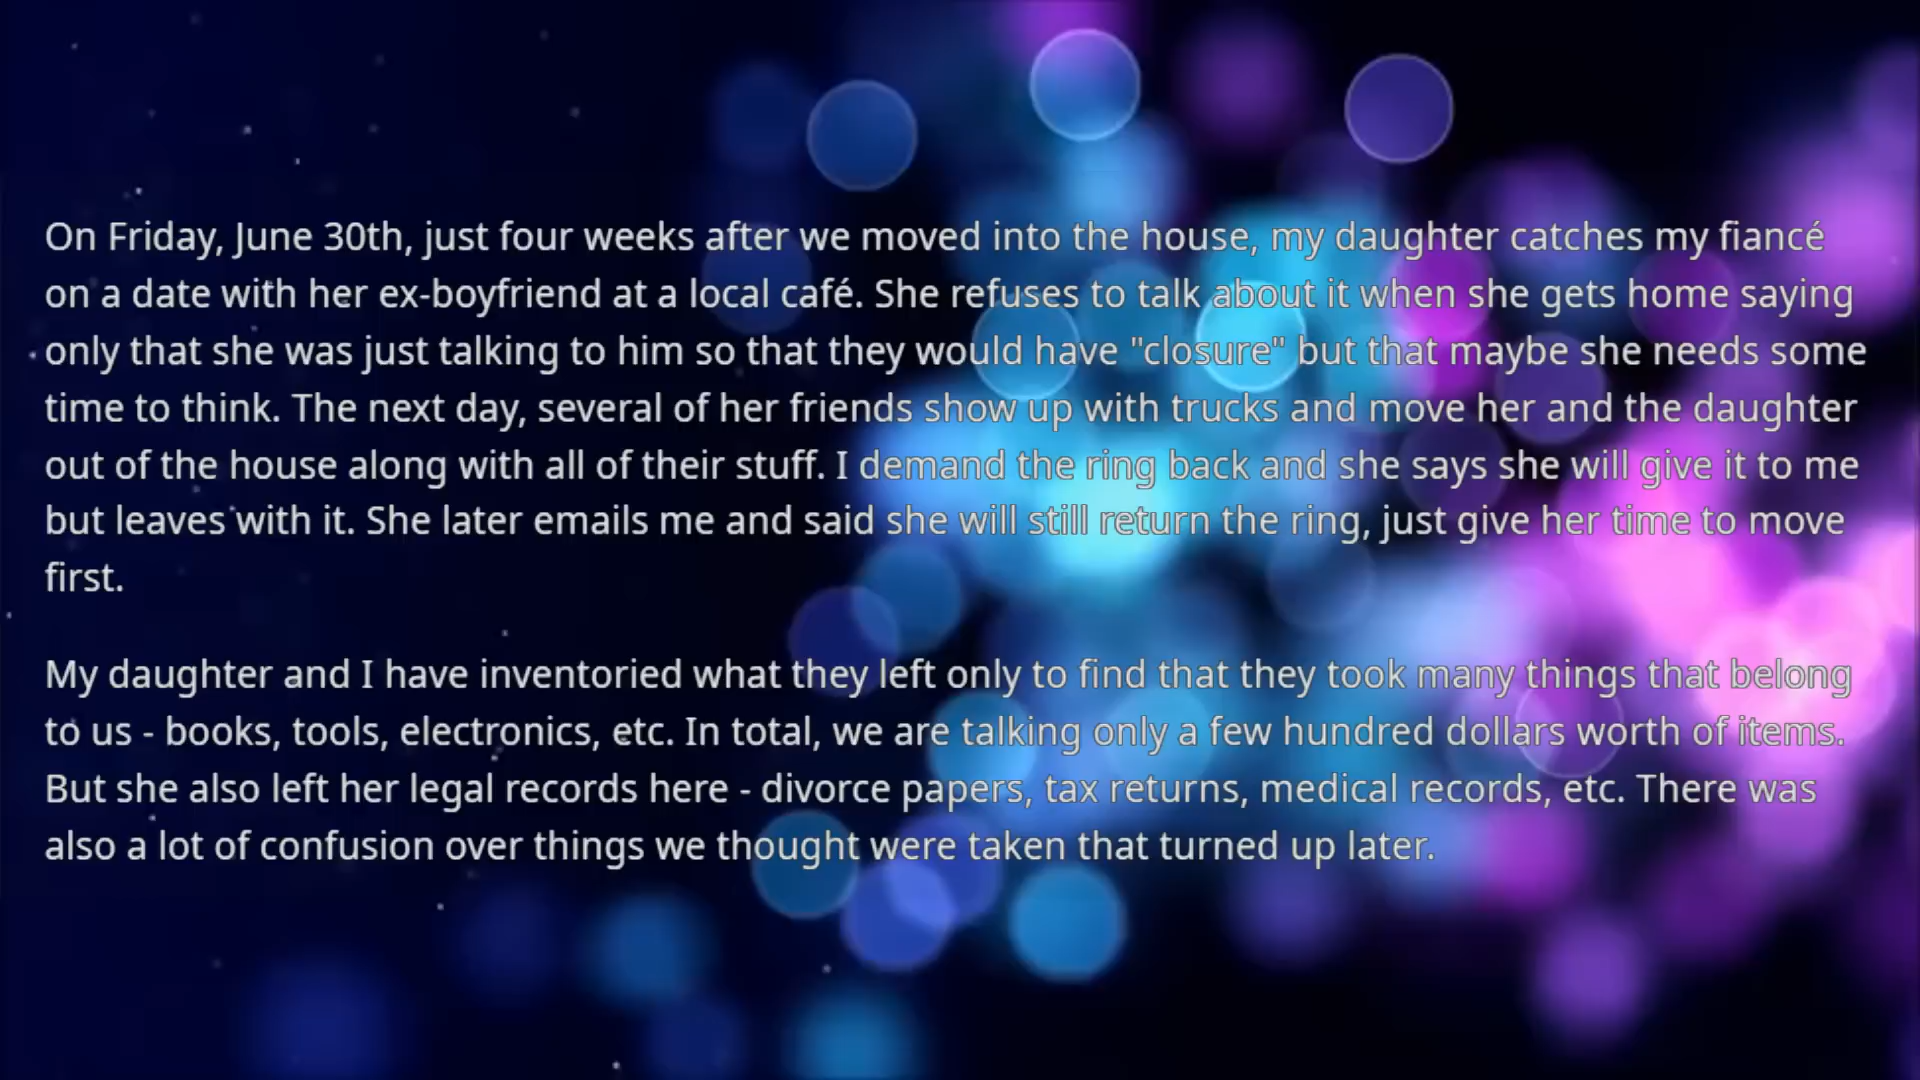 On Friday, June 30th, just four weeks after we moved into the house, my daughter catches my fiancé
on a date with her ex-boyfriend at a local café. She refuses to talk about it when she gets home saying
only that she was just talking to him so that they would have "closure" but that maybe she needs some
time to think. The next day, several of her friends show up with trucks and move her and the daughter
out of the house along with all of their stuff. I demand the ring back and she says she will give it to me
but leaves with it. She later emails me and said she will still return the ring, just give her time to move
first.
My daughter and I have inventoried what they left only to find that they took many things that belong
to us - books, tools, electronics, etc. In total, we are talking only a few hundred dollars worth of items.
But she also left her legal records here - divorce papers, tax returns, medical records, etc. There was
also a lot of confusion over things we thought were taken that turned up later.